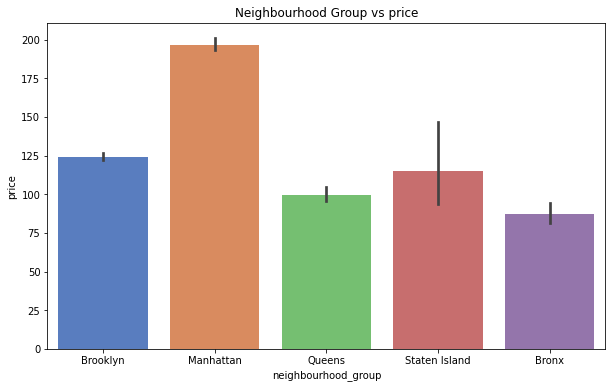 Neighbourhood Group vs price
price
200
175
150
125
100
75
50
25
0
Brooklyn Manhattan Queens Staten Island Bronx
neighbourhood_group